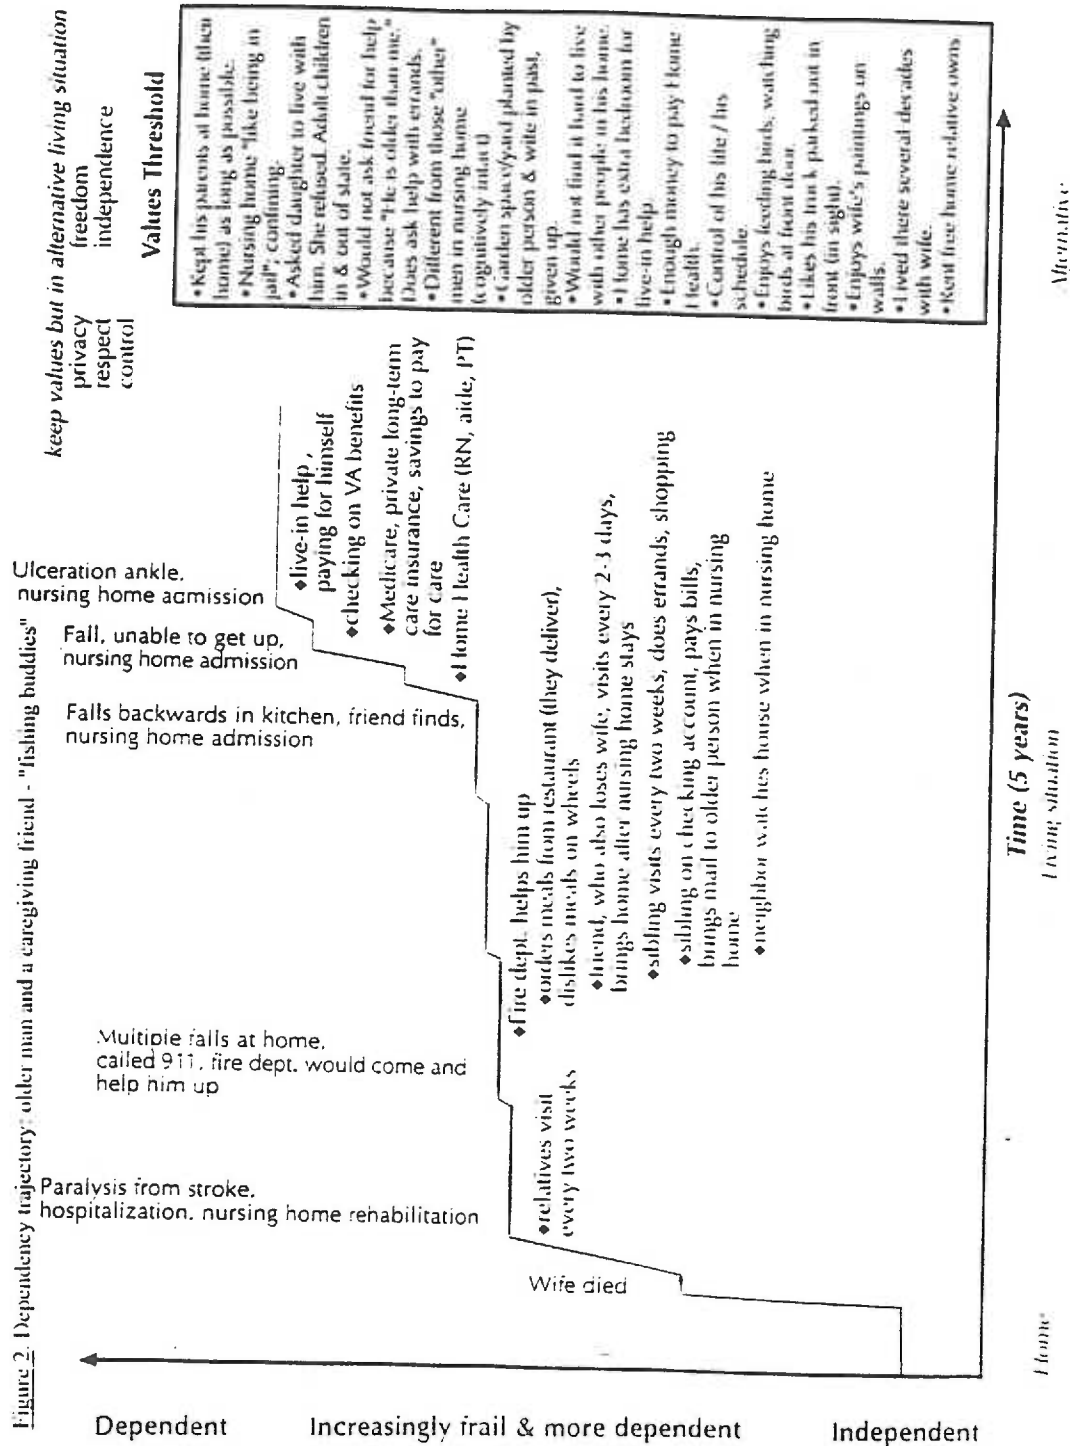 Figure 2. Dependency trajectory: older man and a caregiving friend - "fishing buddies"
keep values but in alternative living situation
privacy
respect
control
freedom
independence
Values Threshold
•Kept his parents at home (then
home) as long as possible.
•Nursing home "like being in
jail"; confining.
•Asked daughter to live with
him. She refused. Adult children
in & out of state.
•Would not ask friend for help
because "He is older than me."
Does ask help with errands.
•Different from those "other"
men in nursing home
(cognitively intact)
•Garden space/yard planted by
older person & wife in past,
given up.
•Would not find it hard to live
with other people in his home.
•Home has extra bedroom for
live-in help.
•Enough money to pay Home
Health.
•Control of his life / his
schedule.
•Enjoys feeding birds, watching
birds at front door.
•Likes his truck parked out in
front (in sight).
•Enjoys wife's paintings on
walls.
•Lived there several decades
with wife.
•Rent free home relative owns
Ulceration ankle,
nursing home admission
Fall, unable to get up,
nursing home admission
Falls backwards in kitchen, friend finds,
nursing home admission
Multiple falls at home,
called 911, fire dept. would come and
help him up
Paralysis from stroke,
hospitalization, nursing home rehabilitation
Wife died
♦live-in help,
paying for himself
♦checking on VA benefits
♦Medicare, private long-term
care insurance, savings to pay
for care
♦Home Health Care (RN, aide, PT)
♦Fire dept. helps him up
♦orders meals from restaurant (they deliver),
dislikes meals on wheels
♦friend, who also loses wife, visits every 2-3 days,
brings home after nursing home stays
♦sibling visits every two weeks, does errands, shopping
♦sibling on checking account, pays bills,
brings mail to older person when in nursing
home
♦neighbor watches house when in nursing home
♦relatives visit
every two weeks
Dependent
Increasingly frail & more dependent
Independent
Time (5 years)
Home
Living situation
Alternative